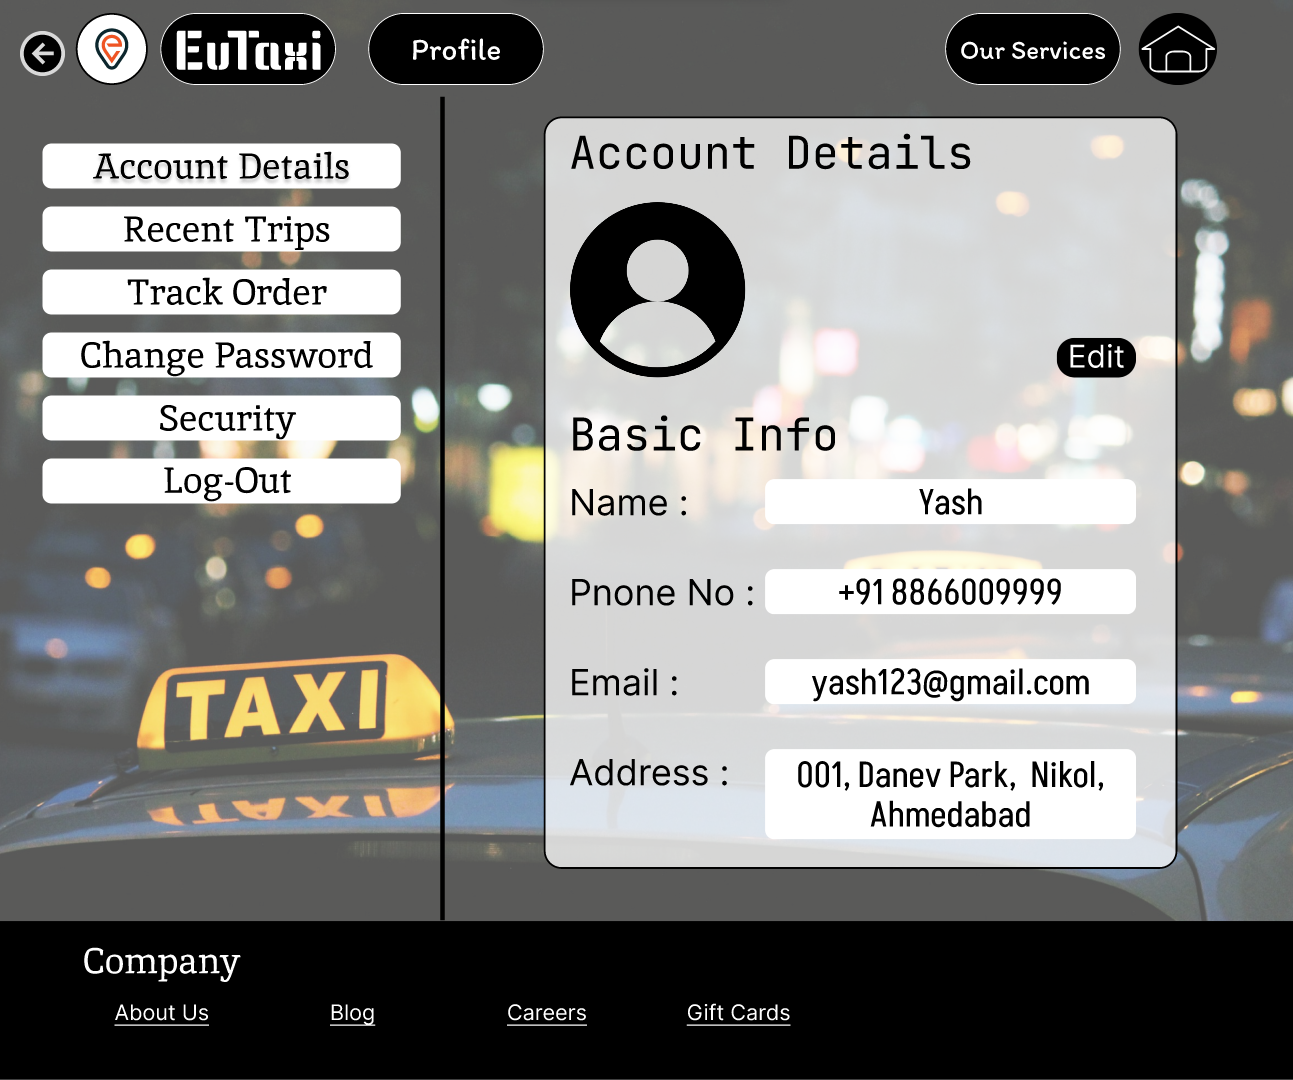 EuTaxi
Profile
Our Services
Account Details
Recent Trips
Track Order
Change Password
Security
Log-Out
TAXI
Account Details
Edit
Basic Info
Name :
Yash
Pnone No :
+91 8866009999
Email :
yash123@gmail.com
Address :
001, Danev Park, Nikol,
Ahmedabad
Company
About Us
Blog
Careers
Gift Cards